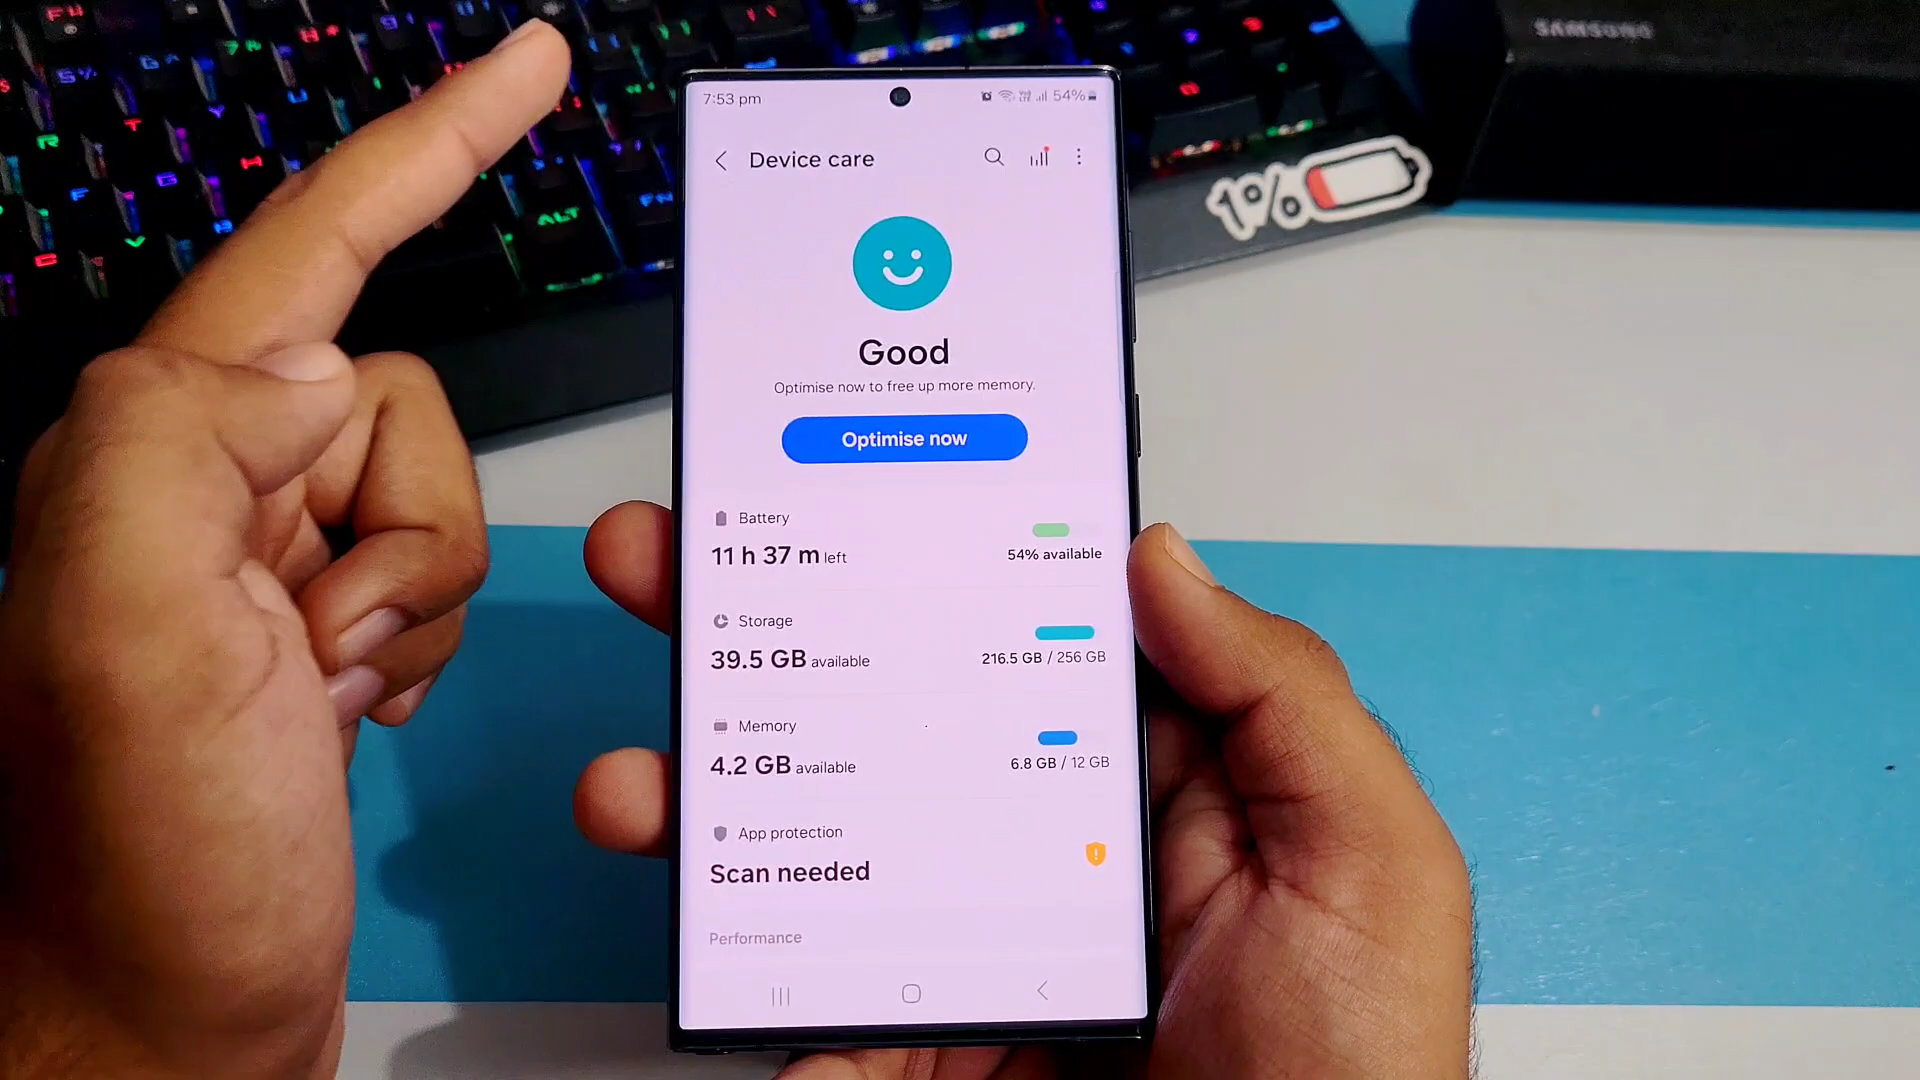 SAMSUNG
7:53 pm
54%
Device care
1%
Good
Optimise now to free up more memory.
Optimise now
Battery
11 h 37 m left
54% available
Storage
39.5 GB available
216.5 GB / 256 GB
Memory
4.2 GB available
6.8 GB / 12 GB
App protection
Scan needed
Performance
ALT
FN
R
T
Y
U
F
G
H
V
B